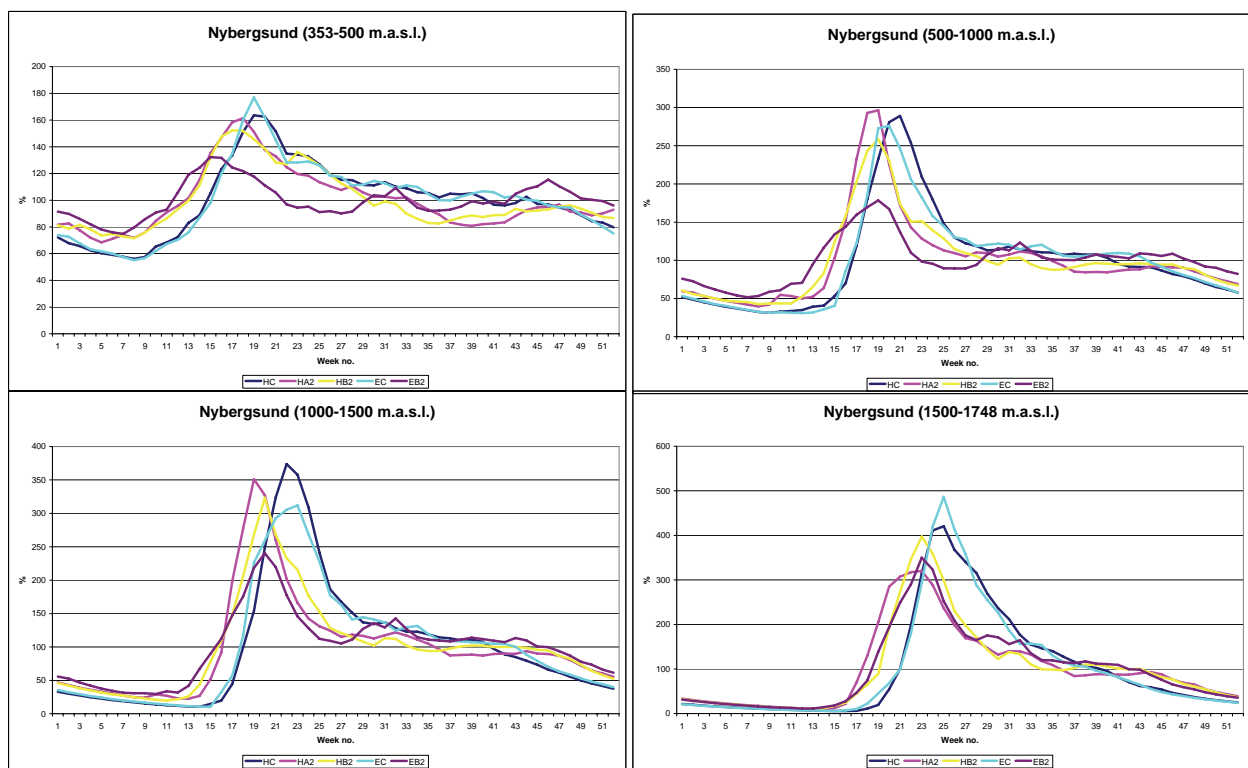 Nybergsund (353-500 m.a.s.l.)
200
180
160
140
120
100
80
60
40
20
0
%
1 3 5 7 9 11 13 15 17 19 21 23 25 27 29 31 33 35 37 39 41 43 45 47 49 51
Week no.
HC HA2 HB2 EC EB2
Nybergsund (500-1000 m.a.s.l.)
350
300
250
200
150
100
50
0
%
1 3 5 7 9 11 13 15 17 19 21 23 25 27 29 31 33 35 37 39 41 43 45 47 49 51
Week no.
HC HA2 HB2 EC EB2
Nybergsund (1000-1500 m.a.s.l.)
400
350
300
250
200
150
100
50
0
%
1 3 5 7 9 11 13 15 17 19 21 23 25 27 29 31 33 35 37 39 41 43 45 47 49 51
Week no.
HC HA2 HB2 EC EB2
Nybergsund (1500-1748 m.a.s.l.)
600
500
400
300
200
100
0
%
1 3 5 7 9 11 13 15 17 19 21 23 25 27 29 31 33 35 37 39 41 43 45 47 49 51
Week no.
HC HA2 HB2 EC EB2